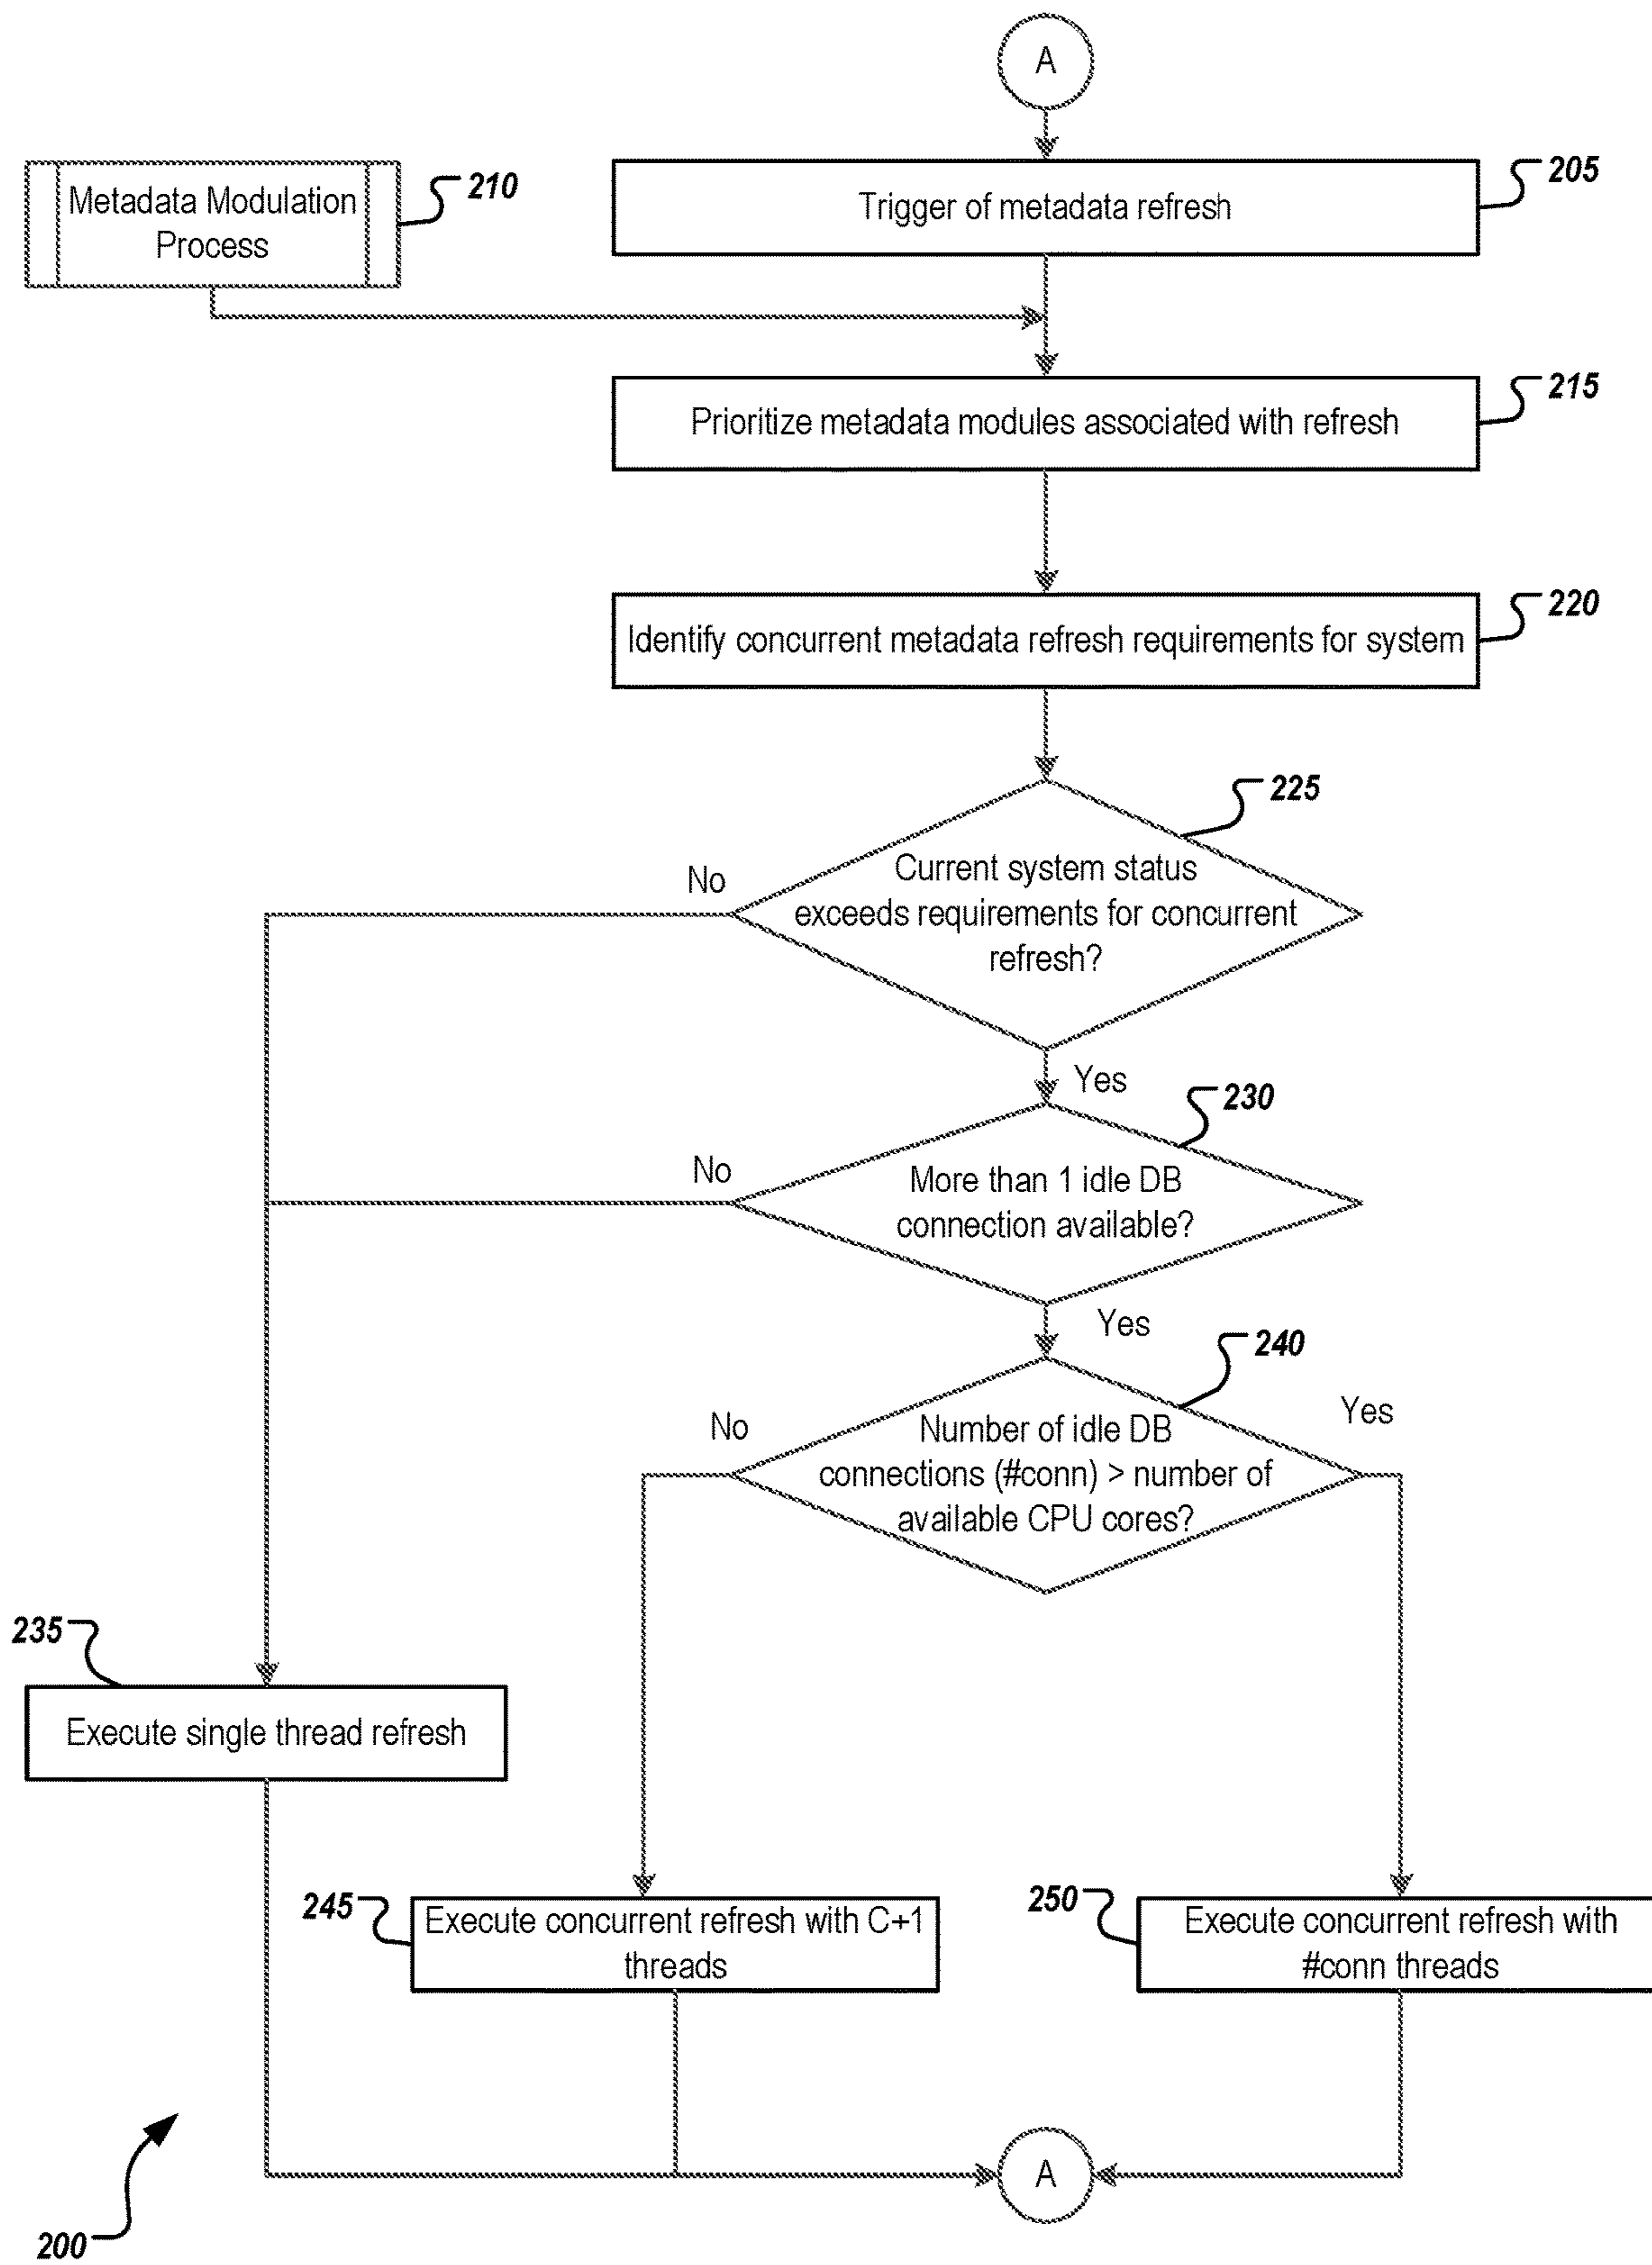 A
205
Trigger of metadata refresh
210
Metadata Modulation
Process
215
Prioritize metadata modules associated with refresh
220
Identify concurrent metadata refresh requirements for system
225
Current system status
exceeds requirements for concurrent
refresh?
No
Yes
230
More than 1 idle DB
connection available?
No
Yes
240
Number of idle DB
connections (#conn) > number of
available CPU cores?
No
Yes
235
Execute single thread refresh
245
Execute concurrent refresh with C+1
threads
250
Execute concurrent refresh with
#conn threads
A
200